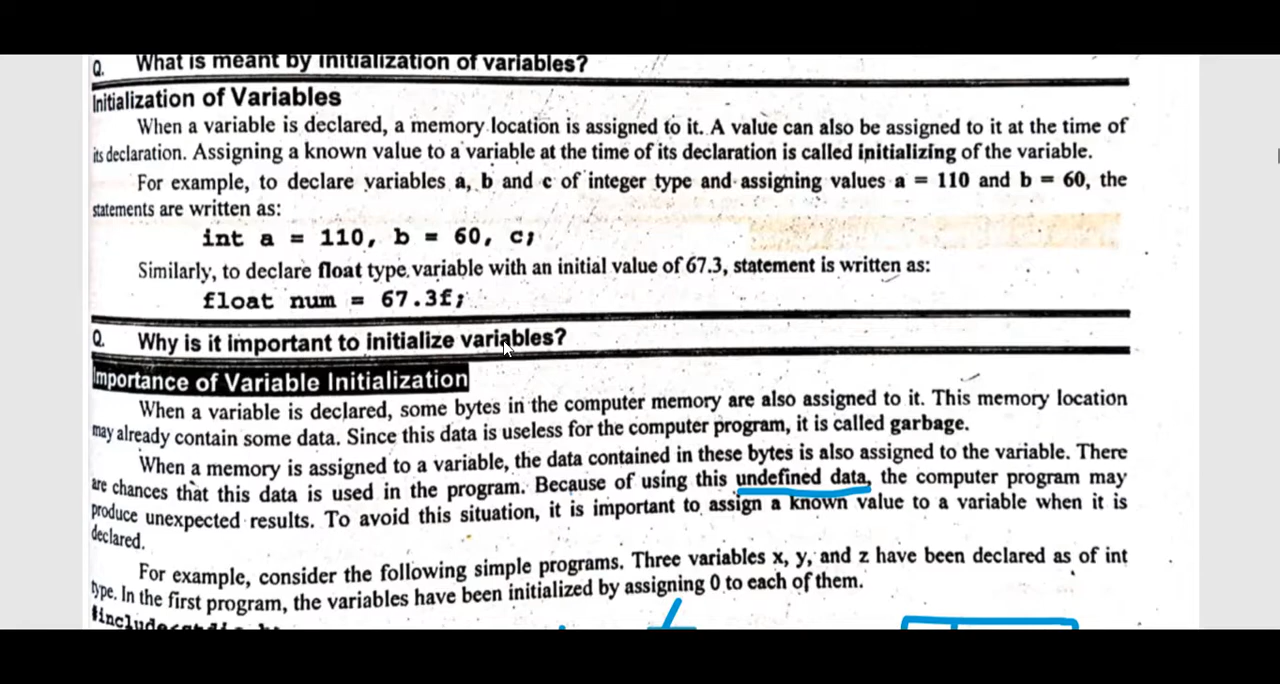 Q. What is meant by initialization of variables?
Initialization of Variables
When a variable is declared, a memory location is assigned to it. A value can also be assigned to it at the time of
its declaration. Assigning a known value to a variable at the time of its declaration is called initializing of the variable.
For example, to declare variables a, b and c of integer type and assigning values a = 110 and b = 60, the
statements are written as:
int a = 110, b = 60, c;
Similarly, to declare float type variable with an initial value of 67.3, statement is written as:
float num = 67.3f;
Q. Why is it important to initialize variables?
Importance of Variable Initialization
When a variable is declared, some bytes in the computer memory are also assigned to it. This memory location
may already contain some data. Since this data is useless for the computer program, it is called garbage.
When a memory is assigned to a variable, the data contained in these bytes is also assigned to the variable. There
are chances that this data is used in the program. Because of using this undefined data, the computer program may
produce unexpected results. To avoid this situation, it is important to assign a known value to a variable when it is
declared.
For example, consider the following simple programs. Three variables x, y, and z have been declared as of int
type. In the first program, the variables have been initialized by assigning 0 to each of them.